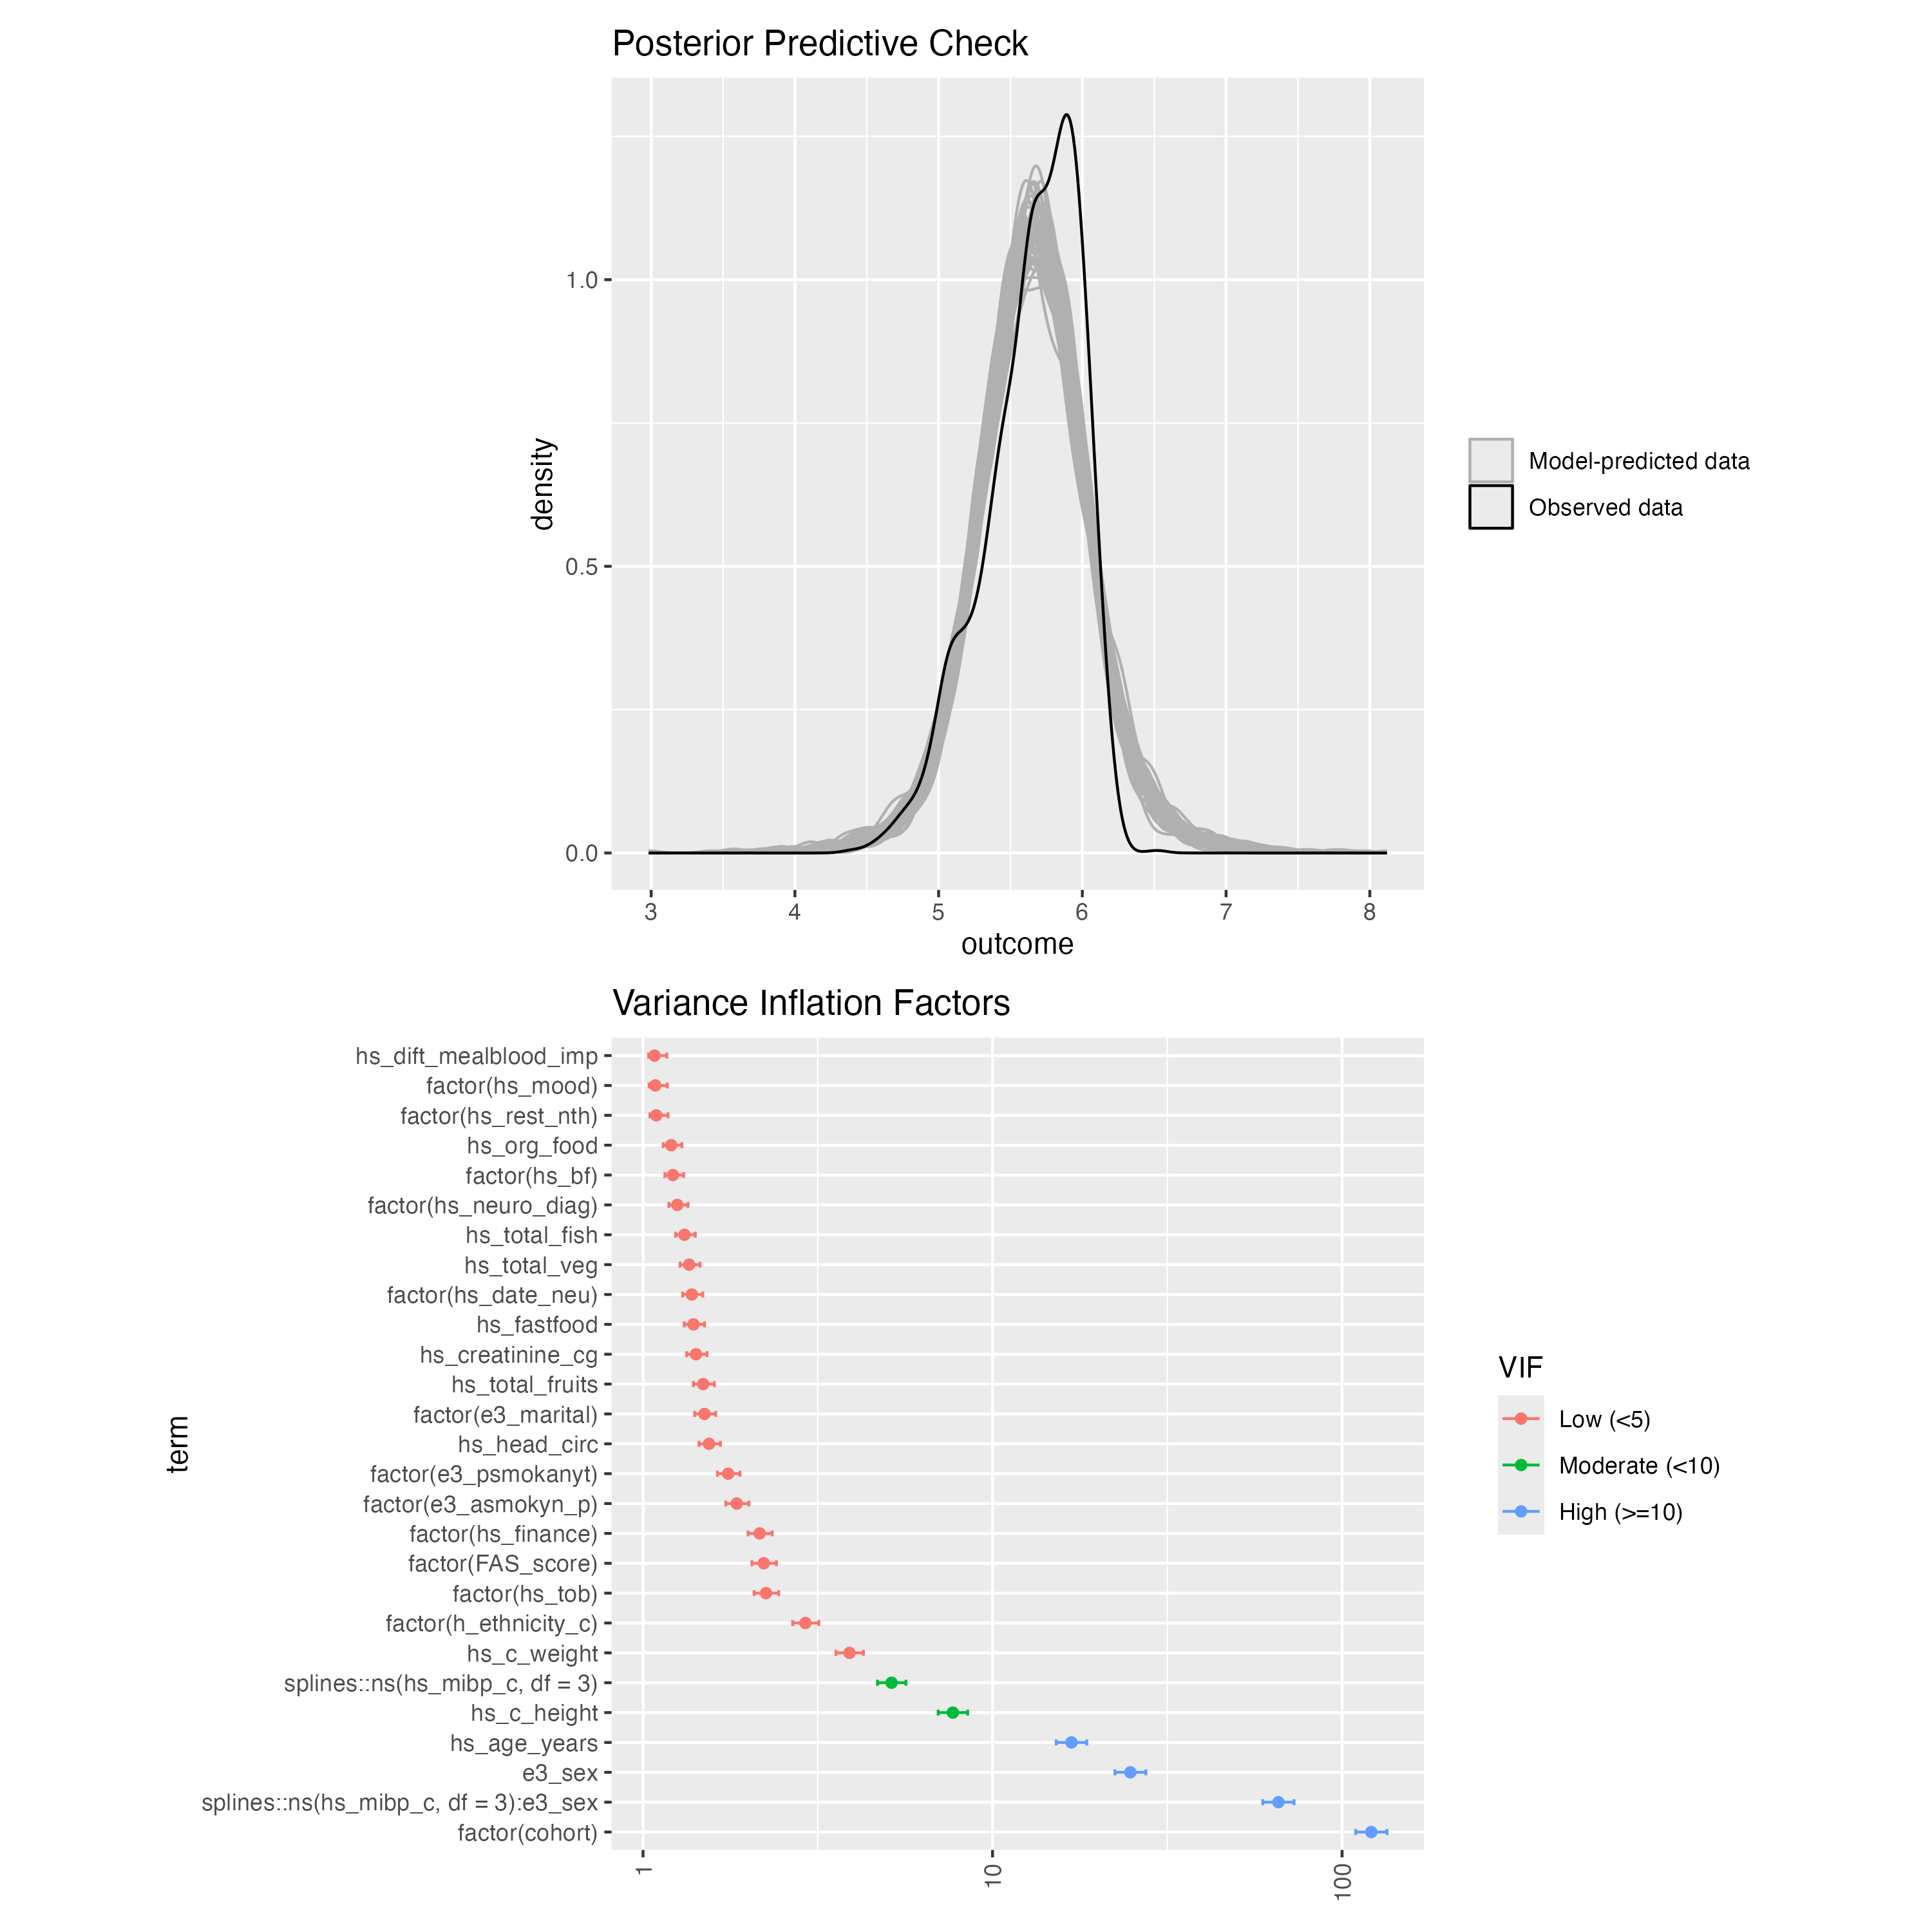 Posterior Predictive Check
1.0
0.5
0.0
density
3 4 5 6 7 8
outcome
Model-predicted data
Observed data
Variance Inflation Factors
hs_dift_mealblood_imp
factor(hs_mood)
factor(hs_rest_nth)
hs_org_food
factor(hs_bf)
factor(hs_neuro_diag)
hs_total_fish
hs_total_veg
factor(hs_date_neu)
hs_fastfood
hs_creatinine_cg
hs_total_fruits
factor(e3_marital)
hs_head_circ
factor(e3_psmokanyt)
factor(e3_asmokyn_p)
factor(hs_finance)
factor(FAS_score)
factor(hs_tob)
factor(h_ethnicity_c)
hs_c_weight
splines::ns(hs_mibp_c, df = 3)
hs_c_height
hs_age_years
e3_sex
splines::ns(hs_mibp_c, df = 3):e3_sex
factor(cohort)
term
1 10 100
VIF
Low (<5)
Moderate (<10)
High (>=10)